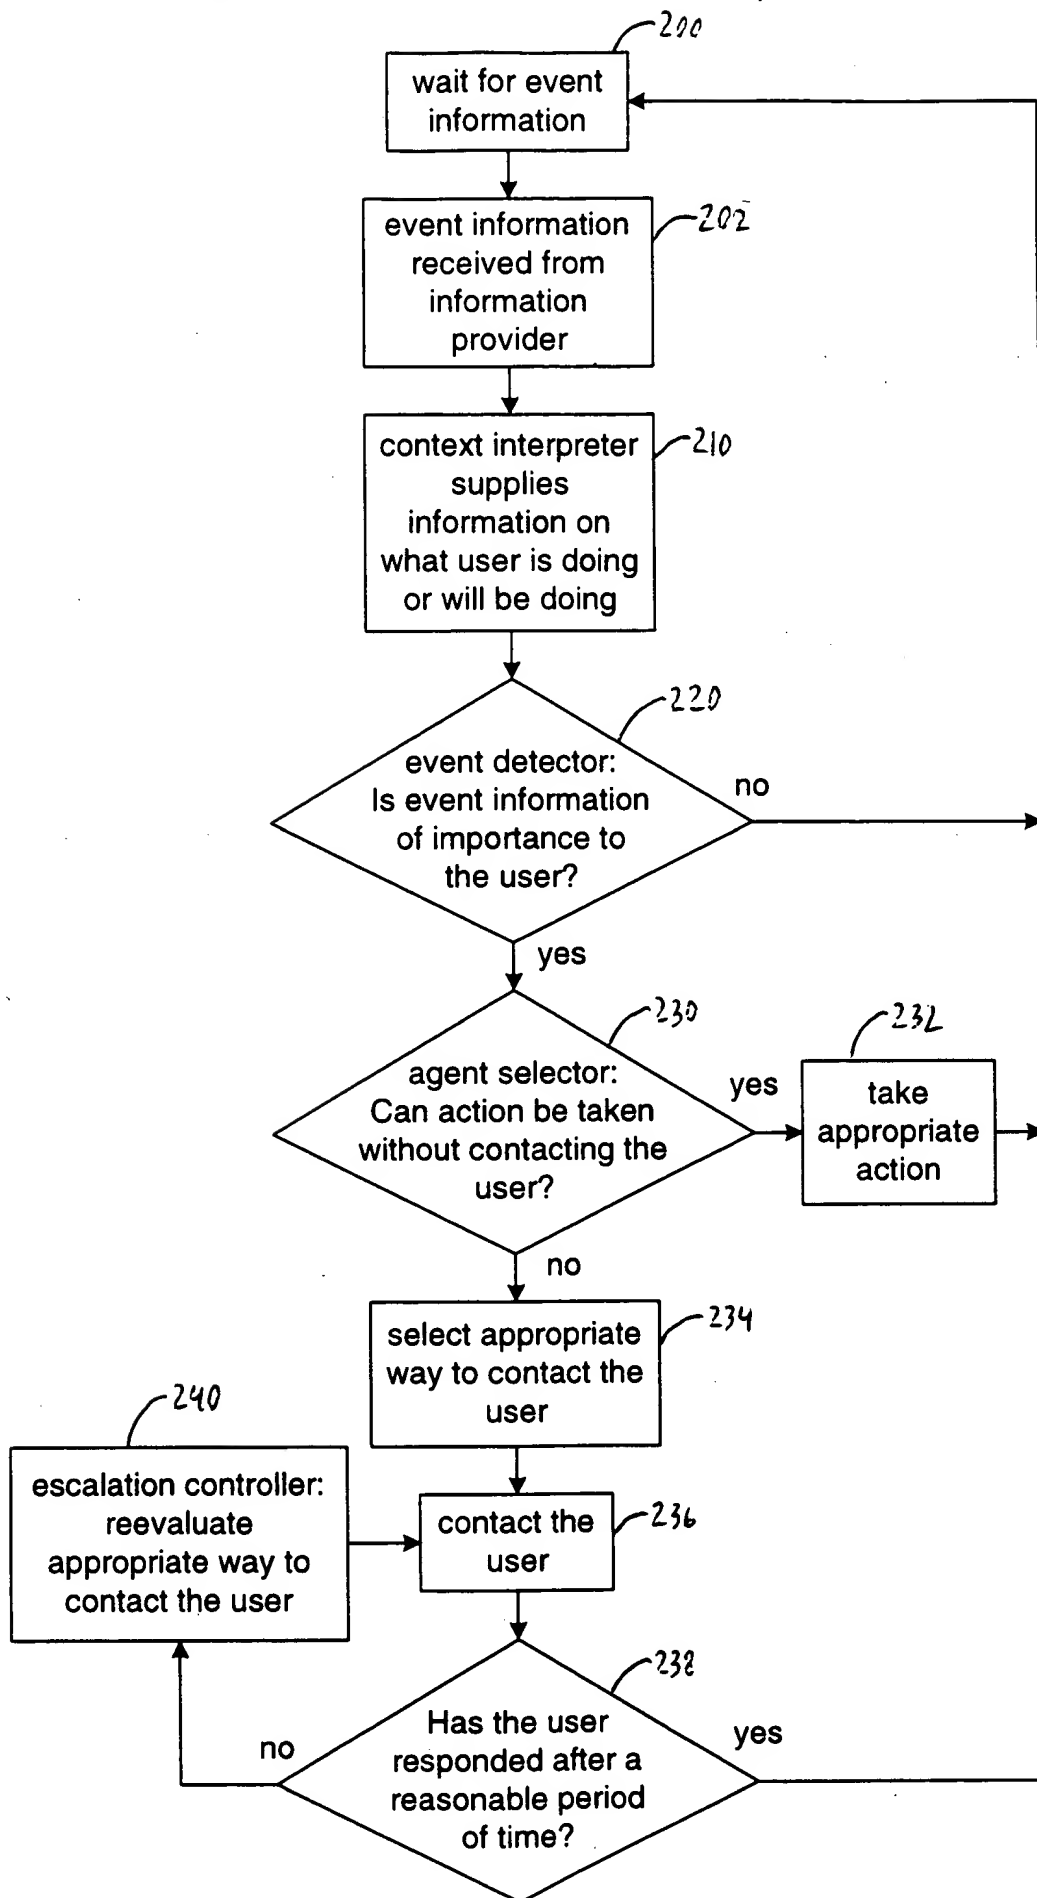 200
wait for event
information
202
event information
received from
information
provider
210
context interpreter
supplies
information on
what user is doing
or will be doing
220
event detector:
Is event information
of importance to
the user?
no
yes
230
agent selector:
Can action be taken
without contacting the
user?
yes
232
take
appropriate
action
no
234
select appropriate
way to contact the
user
240
escalation controller:
reevaluate
appropriate way to
contact the user
236
contact the
user
238
Has the user
responded after a
reasonable period
of time?
no
yes